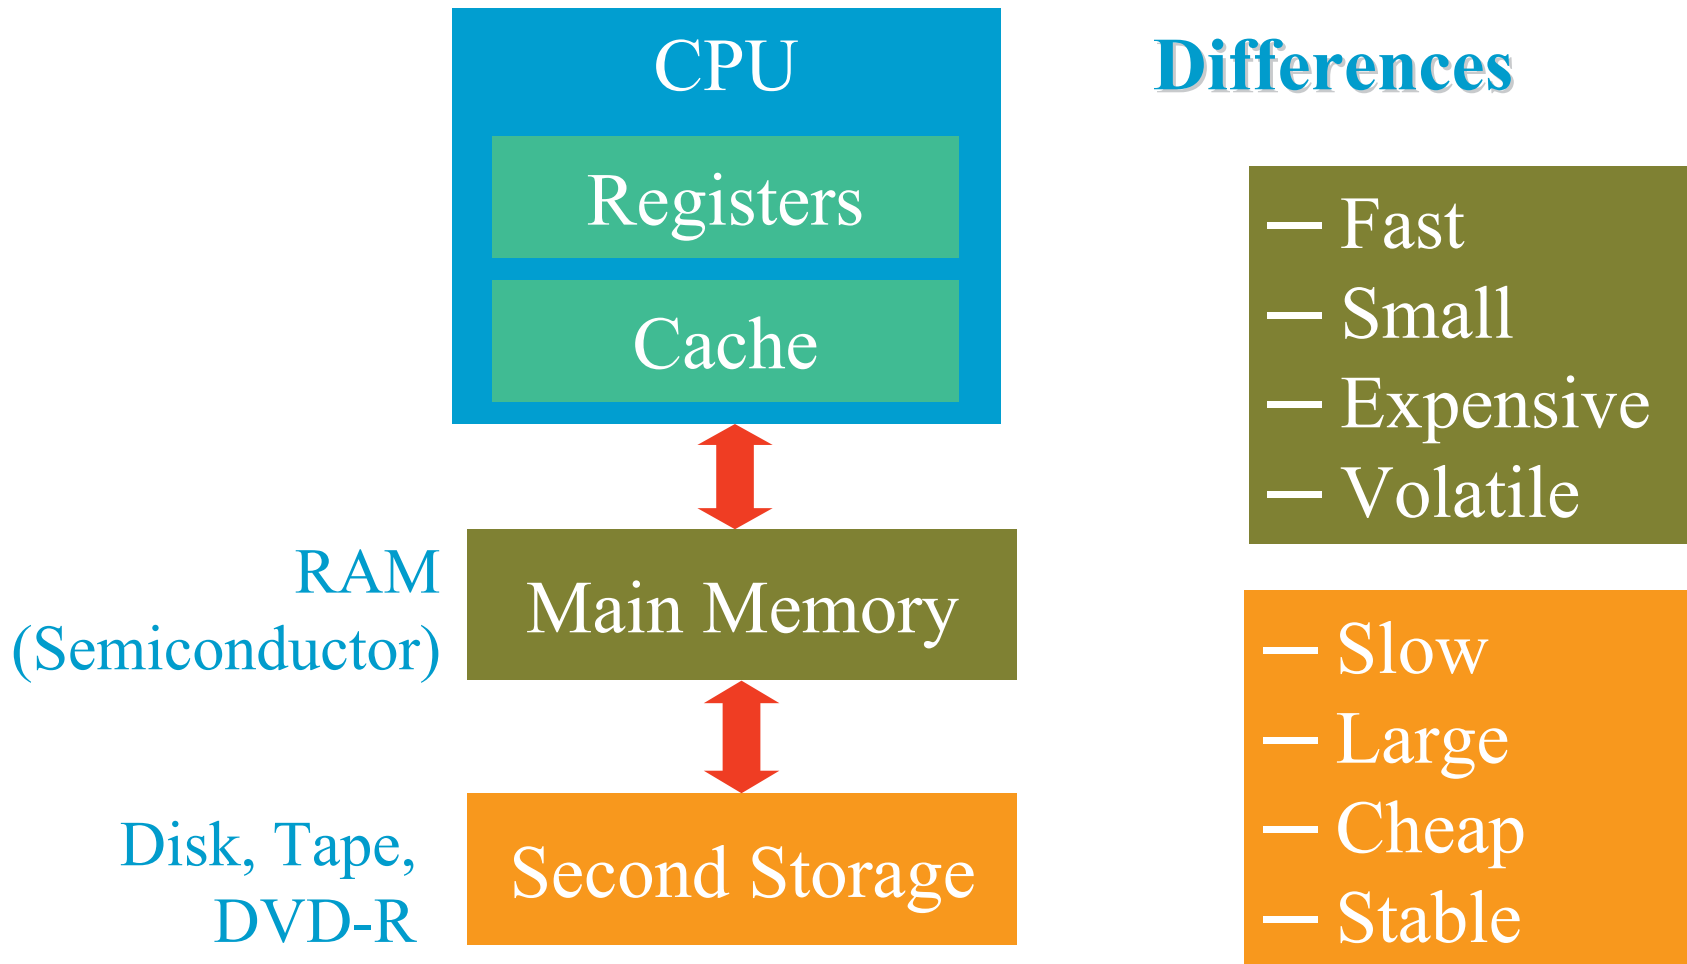 CPU
Registers
Cache
RAM
(Semiconductor)
Main Memory
Disk, Tape,
DVD-R
Second Storage
Differences
— Fast
— Small
— Expensive
— Volatile
— Slow
— Large
— Cheap
— Stable